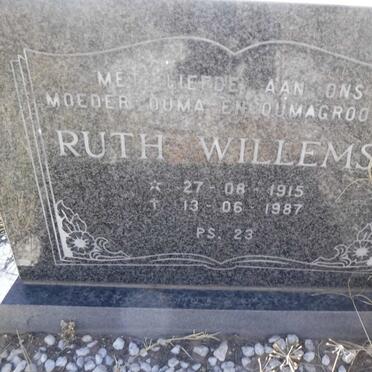 MET LIEFDE AAN ONS
MOEDER OUMA EN OUMAGROO
RUTH WILLEMS
☆ 27-08-1915
† 13-06-1987
PS. 23